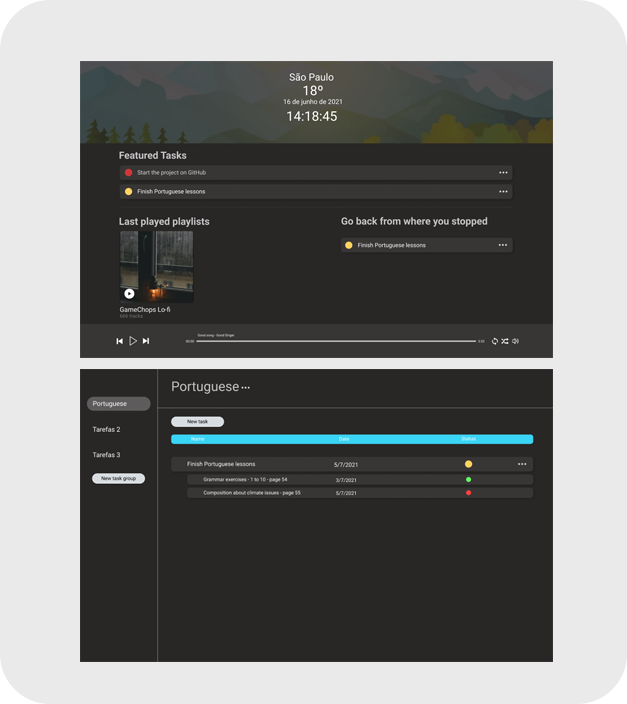 São Paulo
18º
16 de junho de 2021
14:18:45
Featured Tasks
Start the project on GitHub
Finish Portuguese lessons
Last played playlists
Go back from where you stopped
Finish Portuguese lessons
GameChops Lo-fi
tracks
Good song - Good Singer
00:00
Portuguese
Portuguese
Tarefas 2
Tarefas 3
New task group
New task
Name Date Status
Finish Portuguese lessons 5/7/2021
Grammar exercises - 1 to 10 - page 54 3/7/2021
Composition about climate issues - page 55 5/7/2021